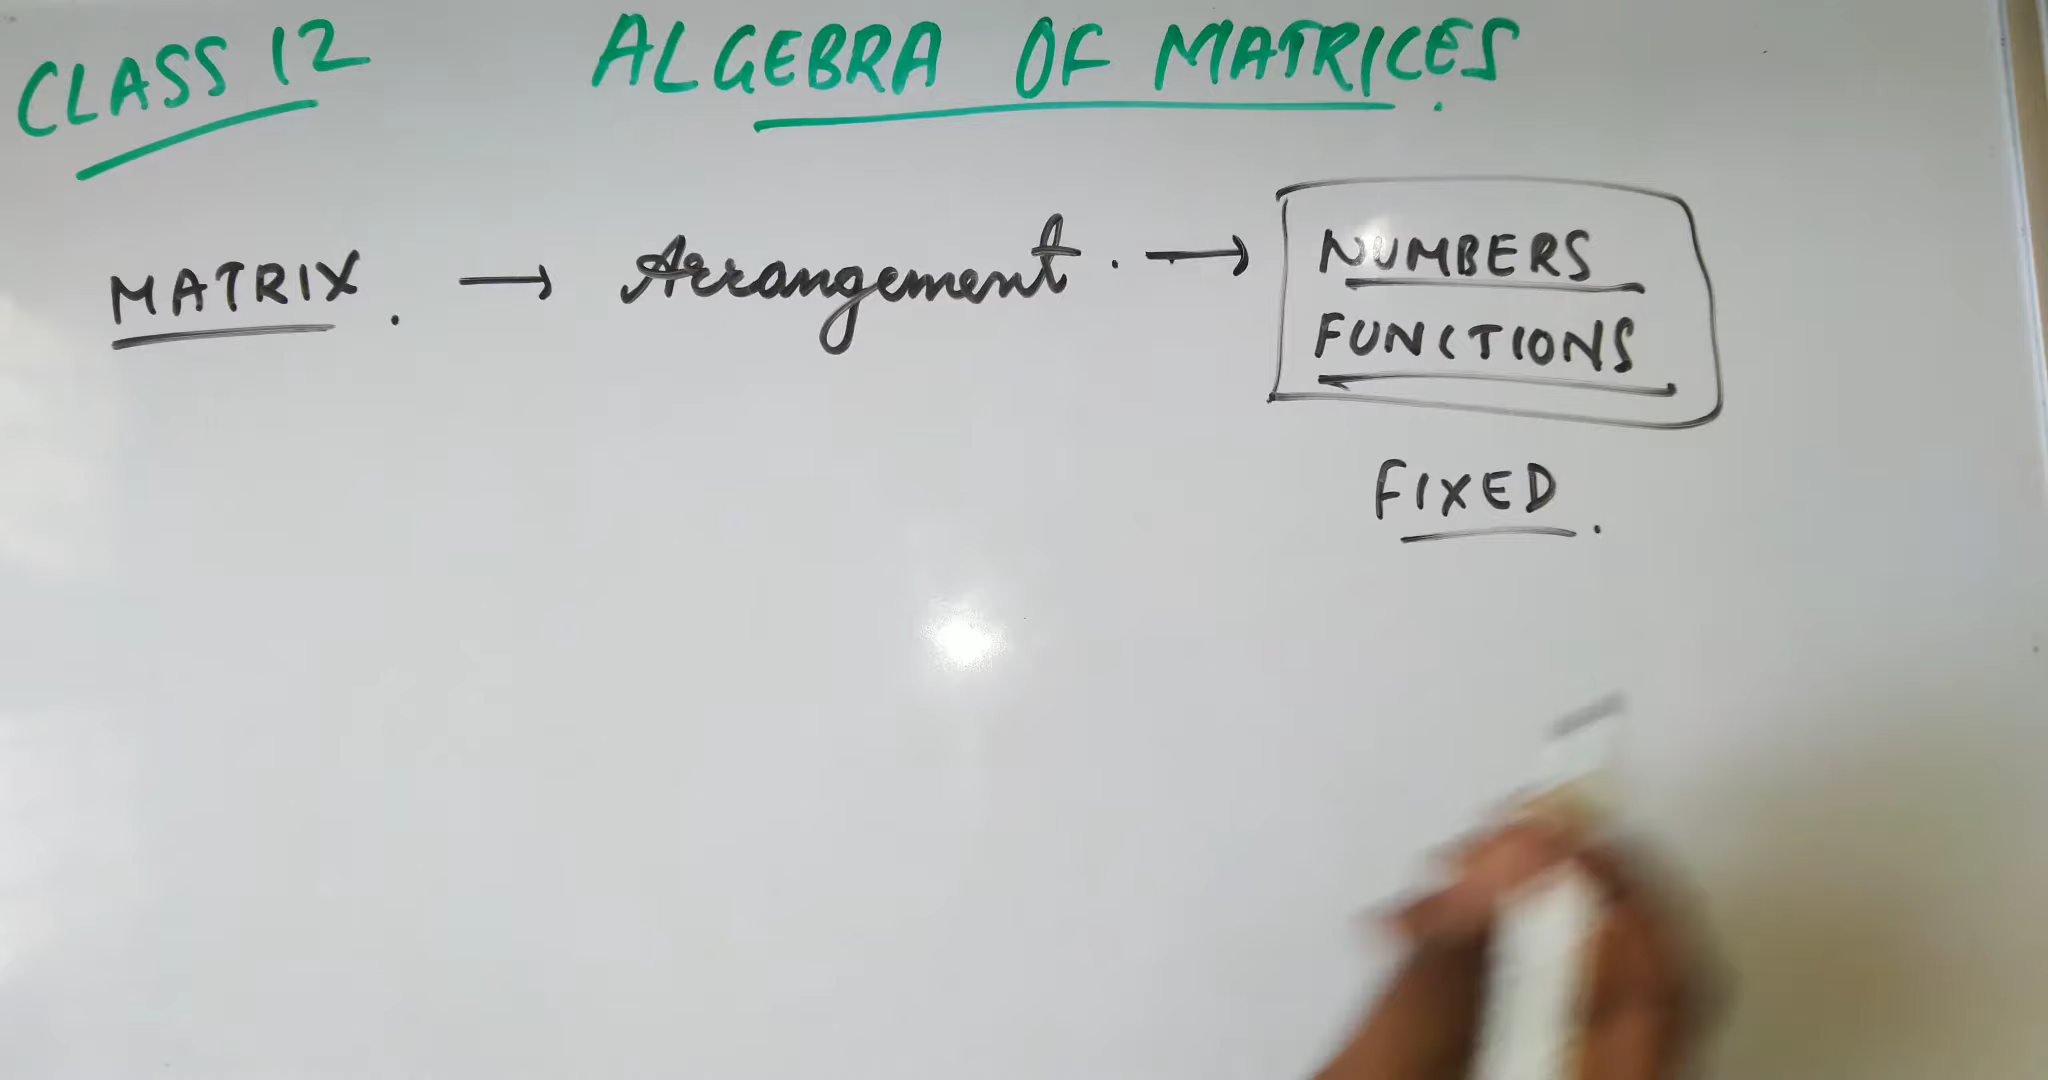 CLASS 12 ALGEBRA OF MATRICES
MATRIX. → Arrangement. → NUMBERS
FUNCTIONS
FIXED.